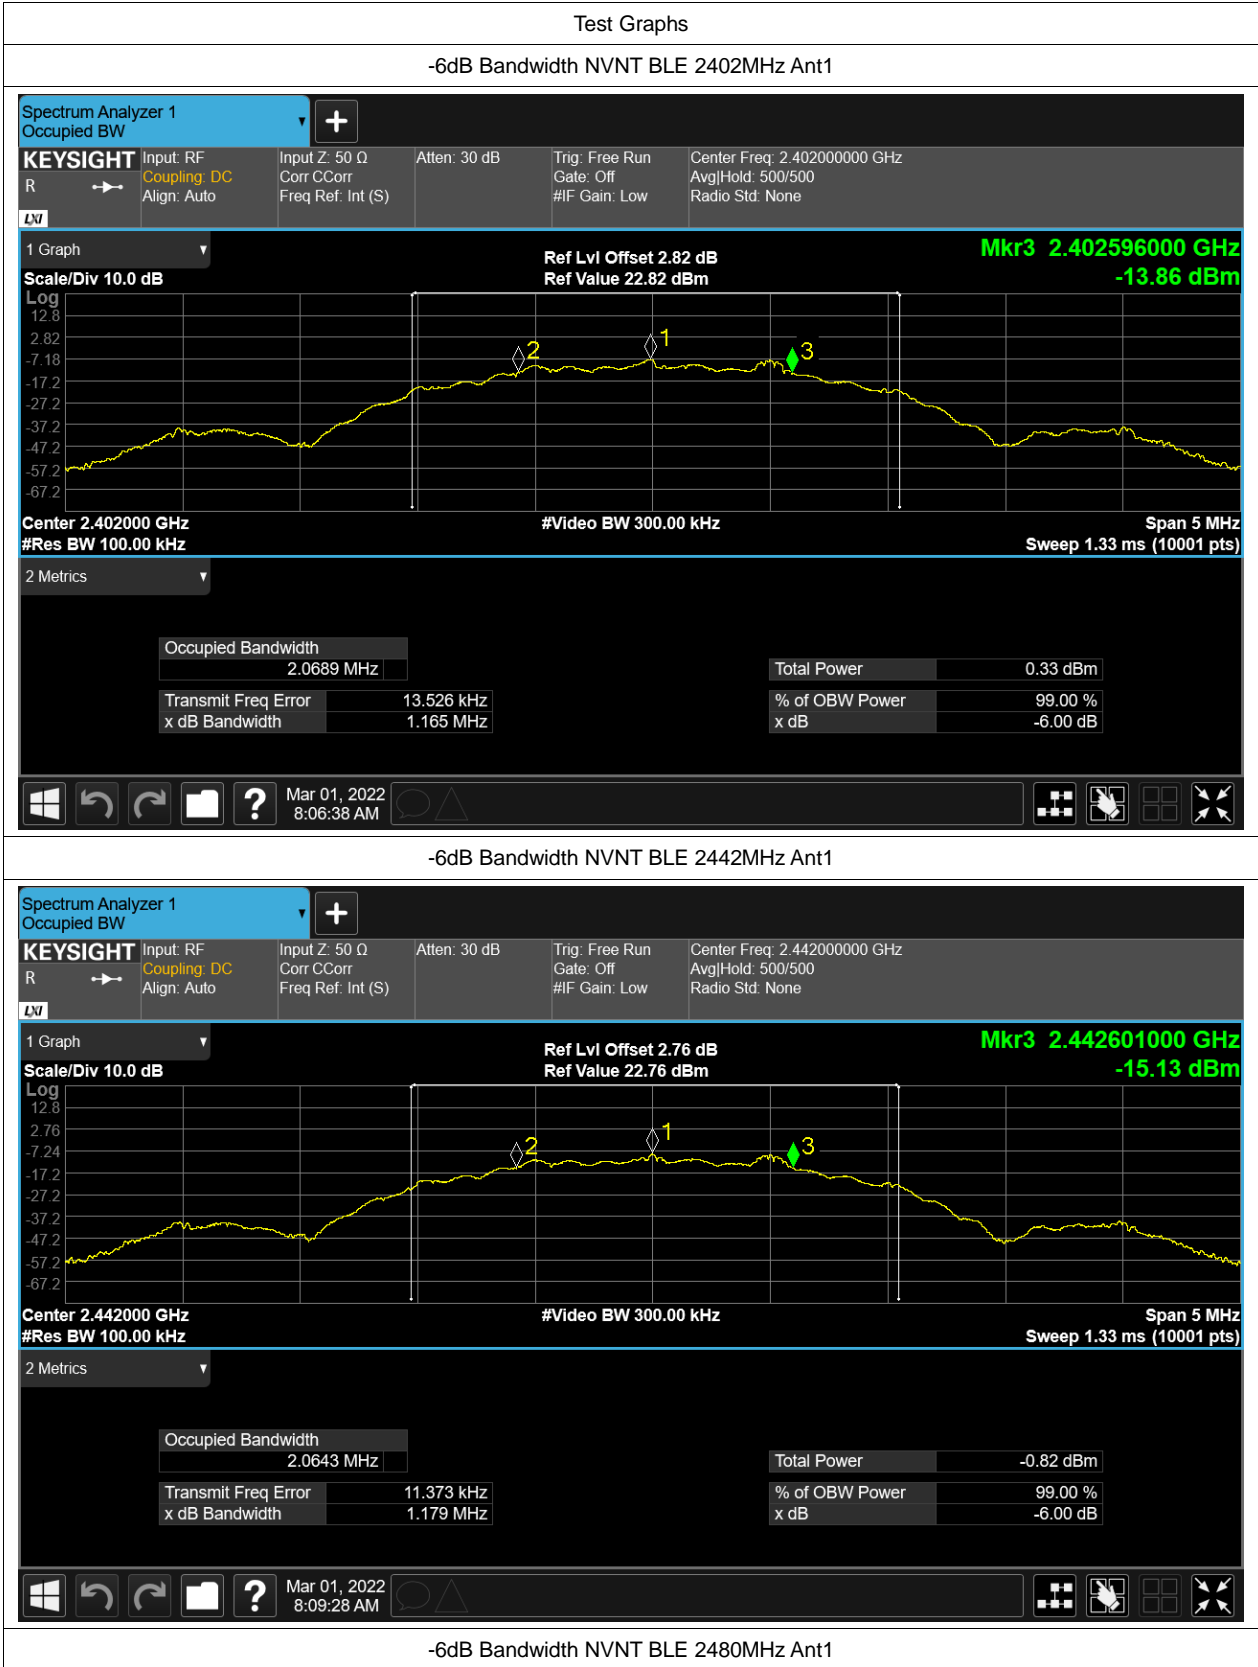 Test Graphs
-6dB Bandwidth NVNT BLE 2402MHz Ant1
Spectrum Analyzer 1
Occupied BW
KEYSIGHT
R
LXI
Input: RF
Coupling: DC
Align: Auto
Input Z: 50 Ω
Corr CCorr
Freq Ref: Int (S)
Atten: 30 dB
Trig: Free Run
Gate: Off
#IF Gain: Low
Center Freq: 2.402000000 GHz
Avg|Hold: 500/500
Radio Std: None
1 Graph
Scale/Div 10.0 dB
Ref Lvl Offset 2.82 dB
Ref Value 22.82 dBm
Mkr3 2.402596000 GHz
-13.86 dBm
Log
12.8
2.82
-7.18
-17.2
-27.2
-37.2
-47.2
-57.2
-67.2
2
1
3
Center 2.402000 GHz
#Video BW 300.00 kHz
Span 5 MHz
#Res BW 100.00 kHz
Sweep 1.33 ms (10001 pts)
2 Metrics
Occupied Bandwidth
2.0689 MHz
Total Power 0.33 dBm
Transmit Freq Error 13.526 kHz
% of OBW Power 99.00 %
x dB Bandwidth 1.165 MHz
x dB -6.00 dB
Mar 01, 2022
8:06:38 AM
-6dB Bandwidth NVNT BLE 2442MHz Ant1
Spectrum Analyzer 1
Occupied BW
KEYSIGHT
R
LXI
Input: RF
Coupling: DC
Align: Auto
Input Z: 50 Ω
Corr CCorr
Freq Ref: Int (S)
Atten: 30 dB
Trig: Free Run
Gate: Off
#IF Gain: Low
Center Freq: 2.442000000 GHz
Avg|Hold: 500/500
Radio Std: None
1 Graph
Scale/Div 10.0 dB
Ref Lvl Offset 2.76 dB
Ref Value 22.76 dBm
Mkr3 2.442601000 GHz
-15.13 dBm
Log
12.8
2.76
-7.24
-17.2
-27.2
-37.2
-47.2
-57.2
-67.2
2
1
3
Center 2.442000 GHz
#Video BW 300.00 kHz
Span 5 MHz
#Res BW 100.00 kHz
Sweep 1.33 ms (10001 pts)
2 Metrics
Occupied Bandwidth
2.0643 MHz
Total Power -0.82 dBm
Transmit Freq Error 11.373 kHz
% of OBW Power 99.00 %
x dB Bandwidth 1.179 MHz
x dB -6.00 dB
Mar 01, 2022
8:09:28 AM
-6dB Bandwidth NVNT BLE 2480MHz Ant1